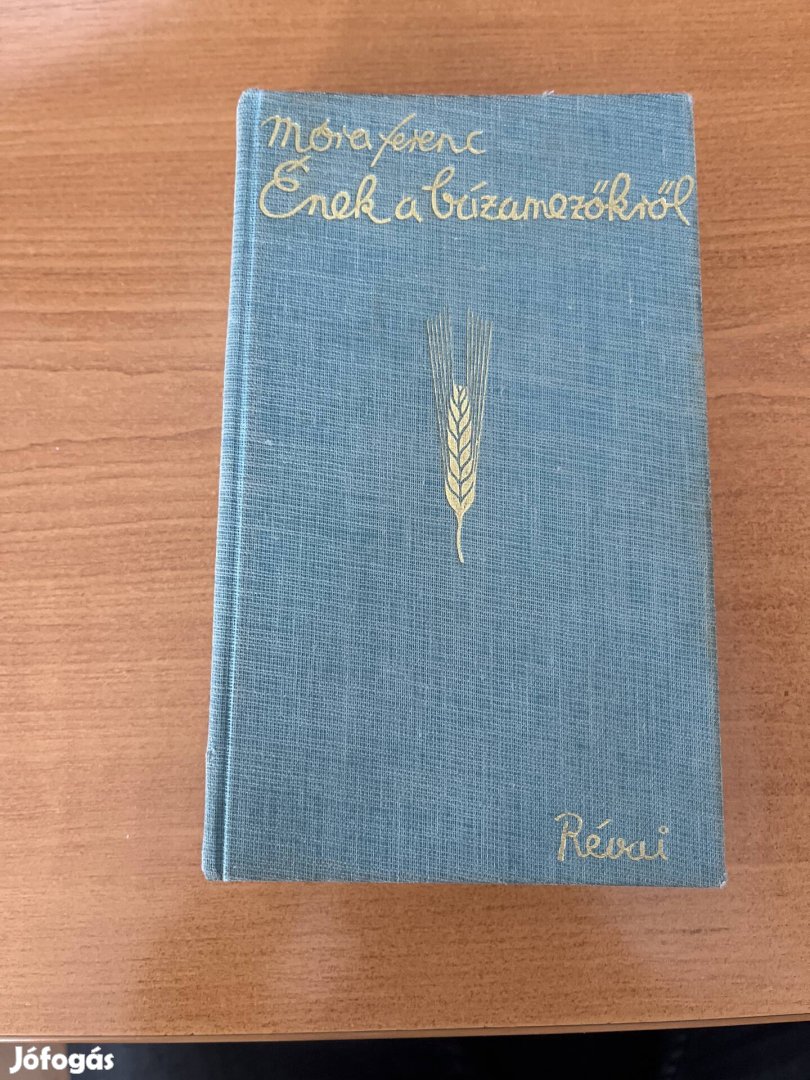 Móra Ferenc
Ének a búzamezőkről
Révai
Jófogás